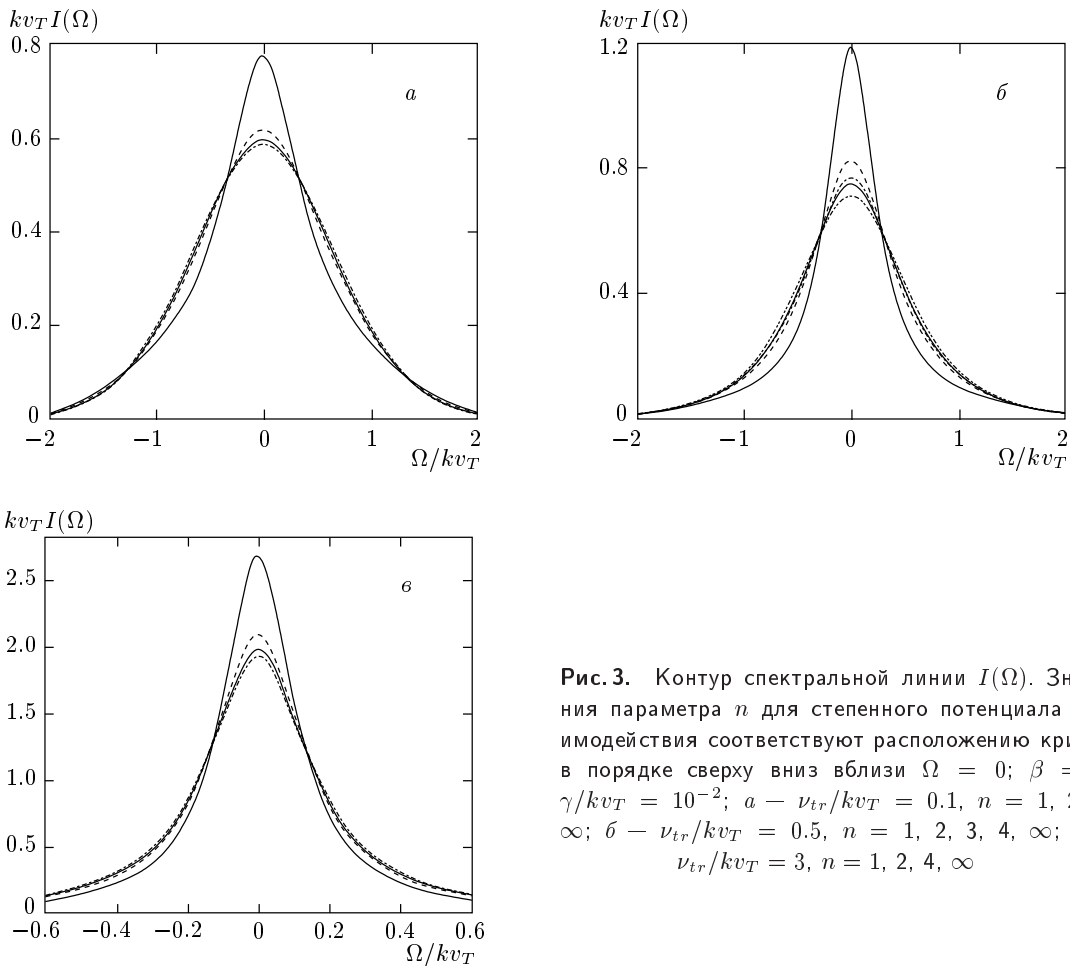 kv_T I(Ω)
0.8
а
0.6
0.4
0.2
0
−2 −1 0 1 2
Ω/kv_T
kv_T I(Ω)
1.2
б
0.8
0.4
0
−2 −1 0 1 2
Ω/kv_T
kv_T I(Ω)
2.5
в
2.0
1.5
1.0
0.5
0
−0.6 −0.4 −0.2 0 0.2 0.4 0.6
Ω/kv_T
Рис. 3. Контур спектральной линии I(Ω). Зн
ния параметра n для степенного потенциала
имодействия соответствуют расположению кри
в порядке сверху вниз вблизи Ω = 0; β =
γ/kv_T = 10⁻²; а — ν_tr/kv_T = 0.1, n = 1, 2
∞; б — ν_tr/kv_T = 0.5, n = 1, 2, 3, 4, ∞;
ν_tr/kv_T = 3, n = 1, 2, 4, ∞